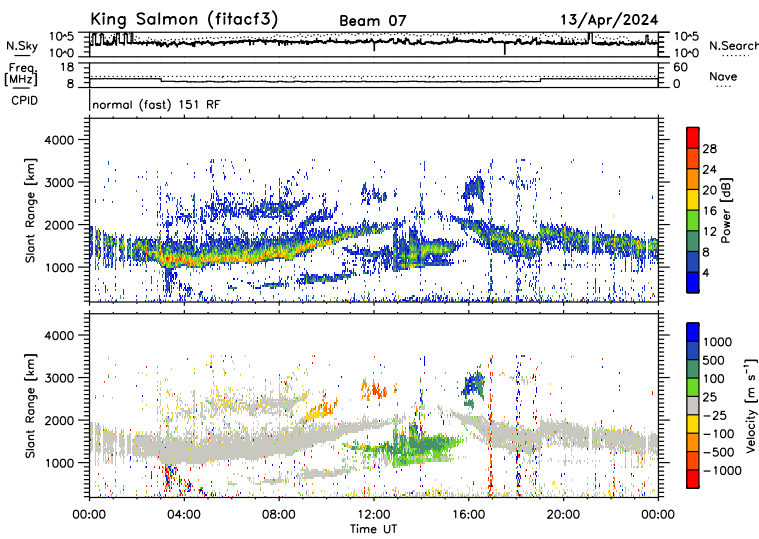 King Salmon (fitacf3) Beam 07 13/Apr/2024
N.Sky 10^5 10^0 10^5 10^0 N.Search
Freq. [MHz] 18 8 60 0 Nave
CPID normal (fast) 151 RF
Slant Range [km] 4000 3000 2000 1000
Power [dB] 28 24 20 16 12 8 4
Slant Range [km] 4000 3000 2000 1000
Velocity [m s^-1] 1000 500 100 25 -25 -100 -500 -1000
00:00 04:00 08:00 12:00 16:00 20:00 00:00
Time UT